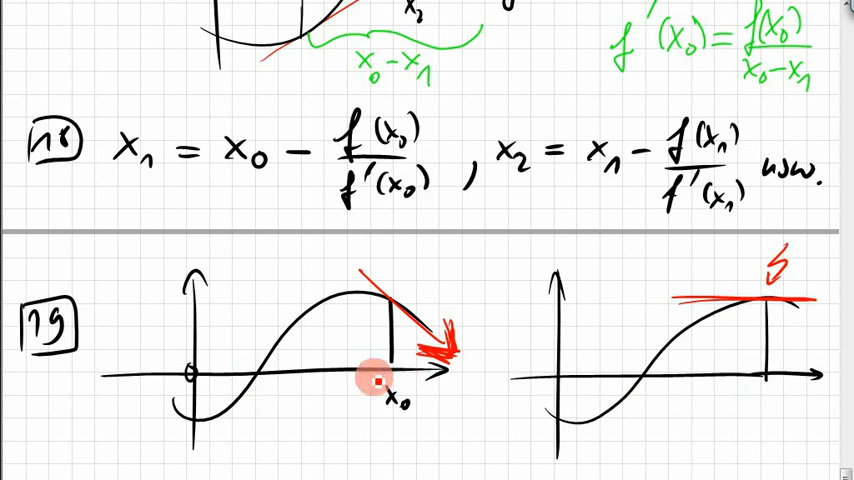 x₂
x₀ − x₁
f'(x₀) = f(x₀) / (x₀ − x₁)
18 x₁ = x₀ − f(x₀) / f'(x₀) , x₂ = x₁ − f(x₁) / f'(x₁) usw.
19
x₀